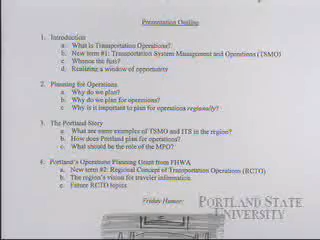 Presentation Outline
1. Introduction
a. What is Transportation Operations?
b. New term #1: Transportation System Management and Operations (TSMO)
c. Whence the fuss?
d. Realizing a window of opportunity
2. Planning for Operations
a. Why do we plan?
b. Why do we plan for operations?
c. Why is it important to plan for operations regionally?
3. The Portland Story
a. What are some examples of TSMO and ITS in the region?
b. How does Portland plan for operations?
c. What should be the role of the MPO?
4. Portland's Operations Planning Grant from FHWA
a. New term #2: Regional Concept of Transportation Operations (RCTO)
b. The region's vision for traveler information
c. Future RCTO topics
Friday Humor:
PORTLAND STATE
UNIVERSITY